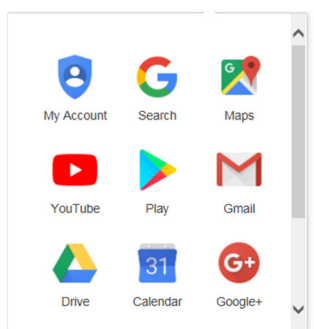 My Account Search Maps
YouTube Play Gmail
31 G+
Drive Calendar Google+